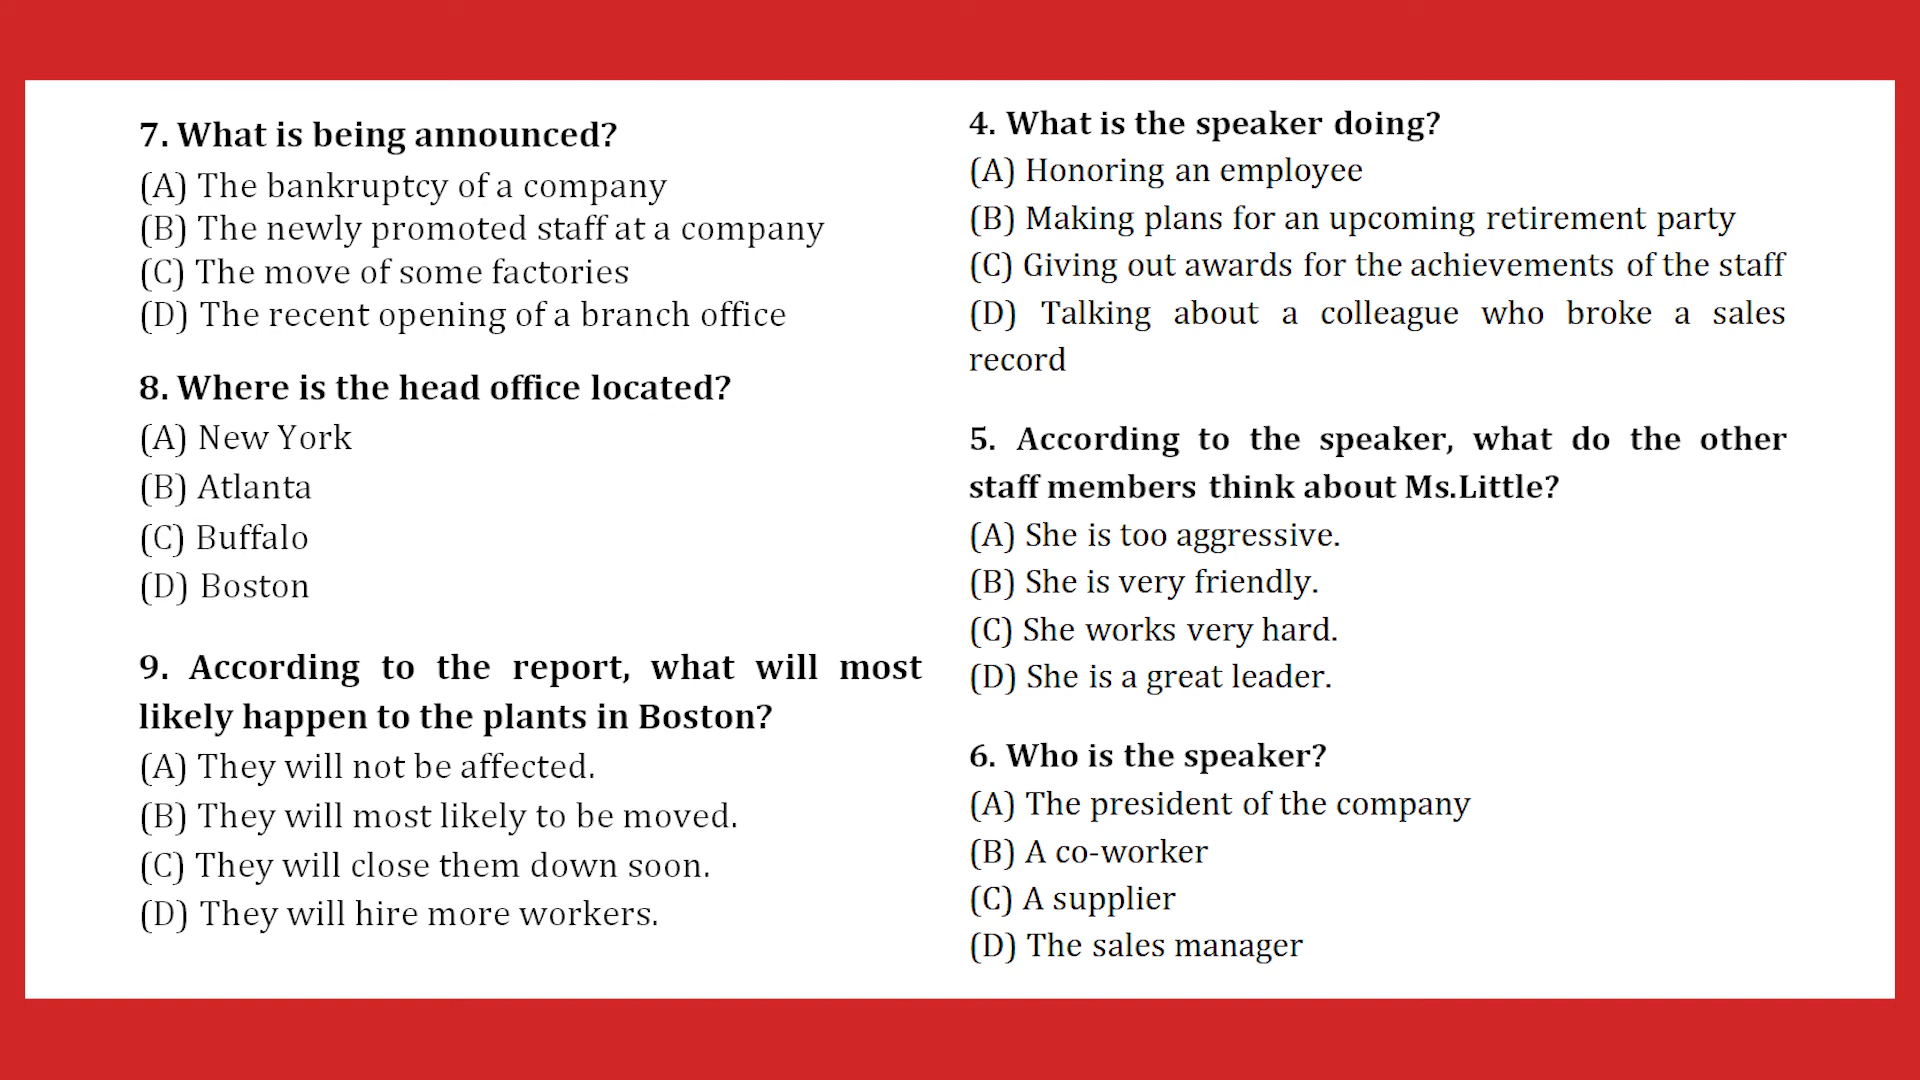 7. What is being announced?
(A) The bankruptcy of a company
(B) The newly promoted staff at a company
(C) The move of some factories
(D) The recent opening of a branch office
8. Where is the head office located?
(A) New York
(B) Atlanta
(C) Buffalo
(D) Boston
9. According to the report, what will most
likely happen to the plants in Boston?
(A) They will not be affected.
(B) They will most likely to be moved.
(C) They will close them down soon.
(D) They will hire more workers.
4. What is the speaker doing?
(A) Honoring an employee
(B) Making plans for an upcoming retirement party
(C) Giving out awards for the achievements of the staff
(D) Talking about a colleague who broke a sales
record
5. According to the speaker, what do the other
staff members think about Ms.Little?
(A) She is too aggressive.
(B) She is very friendly.
(C) She works very hard.
(D) She is a great leader.
6. Who is the speaker?
(A) The president of the company
(B) A co-worker
(C) A supplier
(D) The sales manager